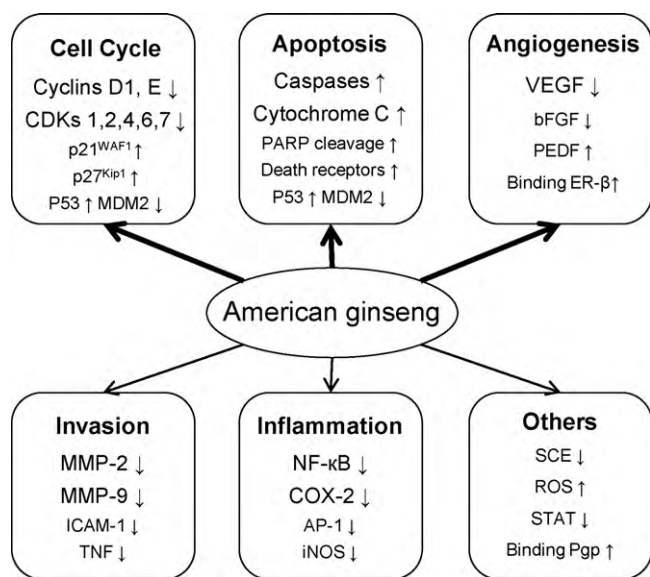 Cell Cycle
Cyclins D1, E ↓
CDKs 1,2,4,6,7 ↓
p21WAF1 ↑
p27Kip1 ↑
P53 ↑ MDM2 ↓
Apoptosis
Caspases ↑
Cytochrome C ↑
PARP cleavage ↑
Death receptors ↑
P53 ↑ MDM2 ↓
Angiogenesis
VEGF ↓
bFGF ↓
PEDF ↑
Binding ER-β↑
American ginseng
Invasion
MMP-2 ↓
MMP-9 ↓
ICAM-1 ↓
TNF ↓
Inflammation
NF-κB ↓
COX-2 ↓
AP-1 ↓
iNOS ↓
Others
SCE ↓
ROS ↑
STAT ↓
Binding Pgp ↑